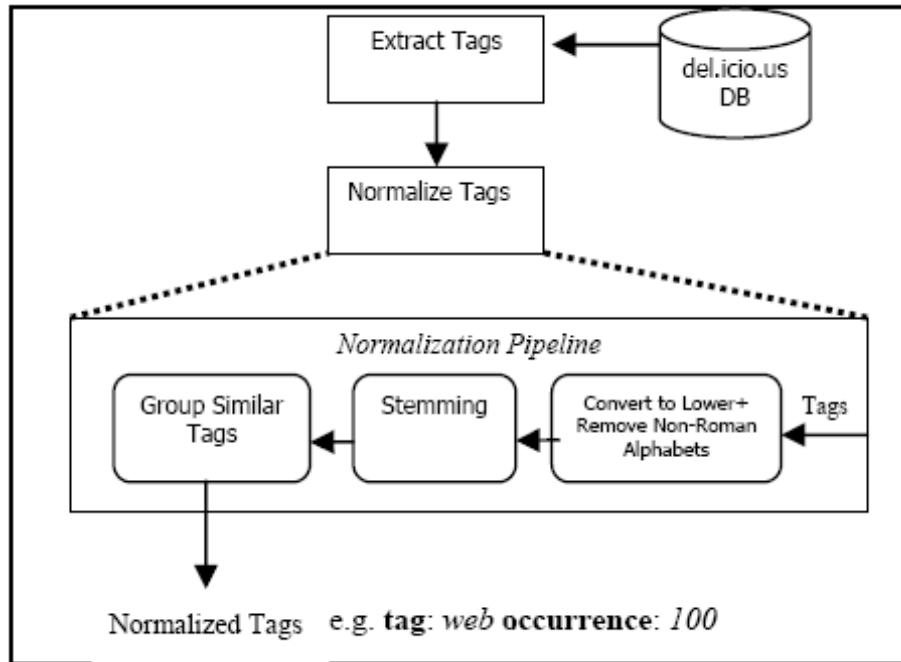 Extract Tags
del.icio.us
DB
Normalize Tags
Normalization Pipeline
Group Similar
Tags
Stemming
Convert to Lower+
Remove Non-Roman
Alphabets
Tags
Normalized Tags e.g. tag: web occurrence: 100